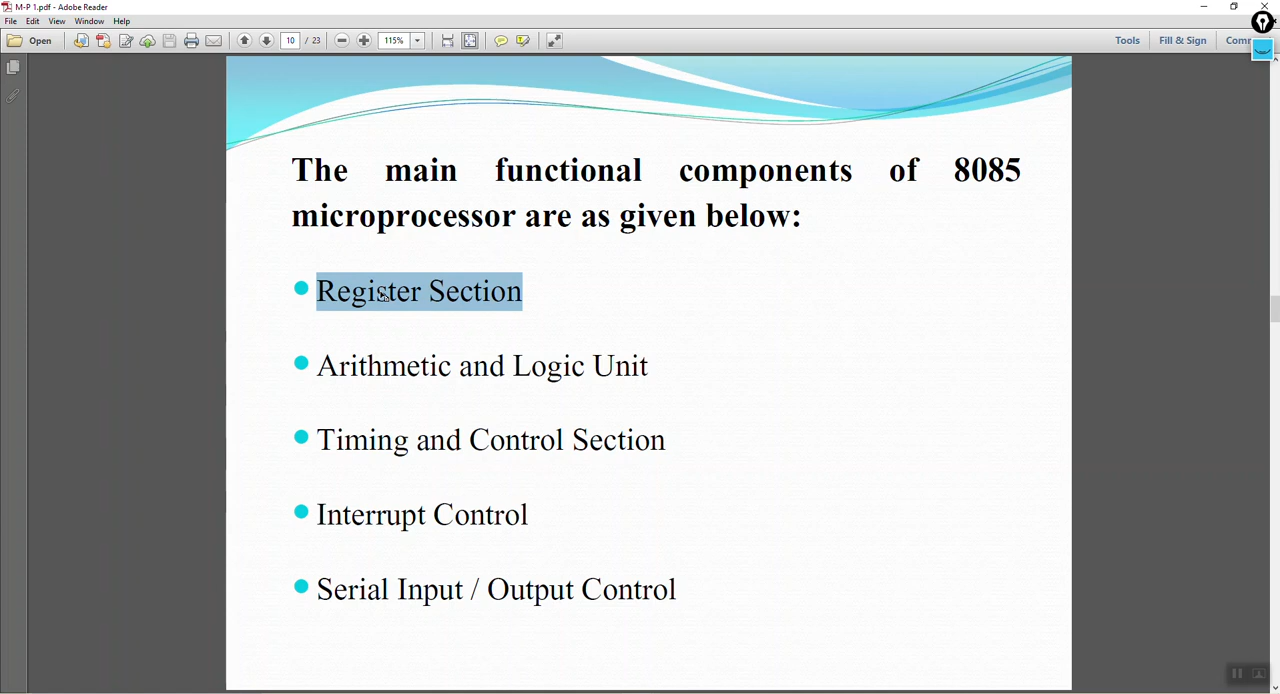 M-P 1.pdf - Adobe Reader
File Edit View Window Help
Open 10 / 23 115% Tools Fill & Sign
The main functional components of 8085
microprocessor are as given below:
Register Section
Arithmetic and Logic Unit
Timing and Control Section
Interrupt Control
Serial Input / Output Control